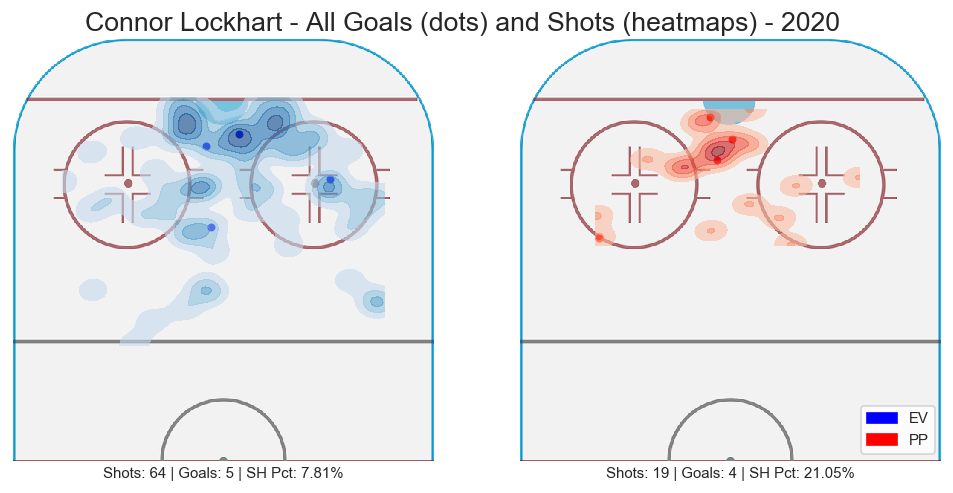 Connor Lockhart - All Goals (dots) and Shots (heatmaps) - 2020
EV
PP
Shots: 64 | Goals: 5 | SH Pct: 7.81%
Shots: 19 | Goals: 4 | SH Pct: 21.05%